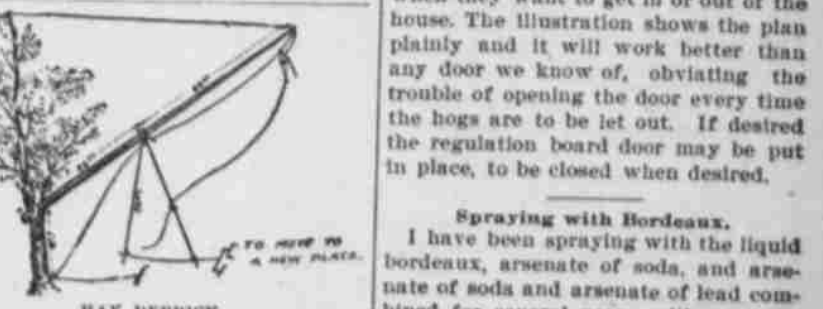 TO MOVE TO
A NEW PLACE.
house. The illustration shows the plan
plainly and it will work better than
any door we know of, obviating the
trouble of opening the door every time
the hogs are to be let out. If desired
the regulation board door may be put
in place, to be closed when desired.
Spraying with Bordeaux.
I have been spraying with the liquid
bordeaux, arsenate of soda, and arse-
nate of soda and arsenate of lead com-